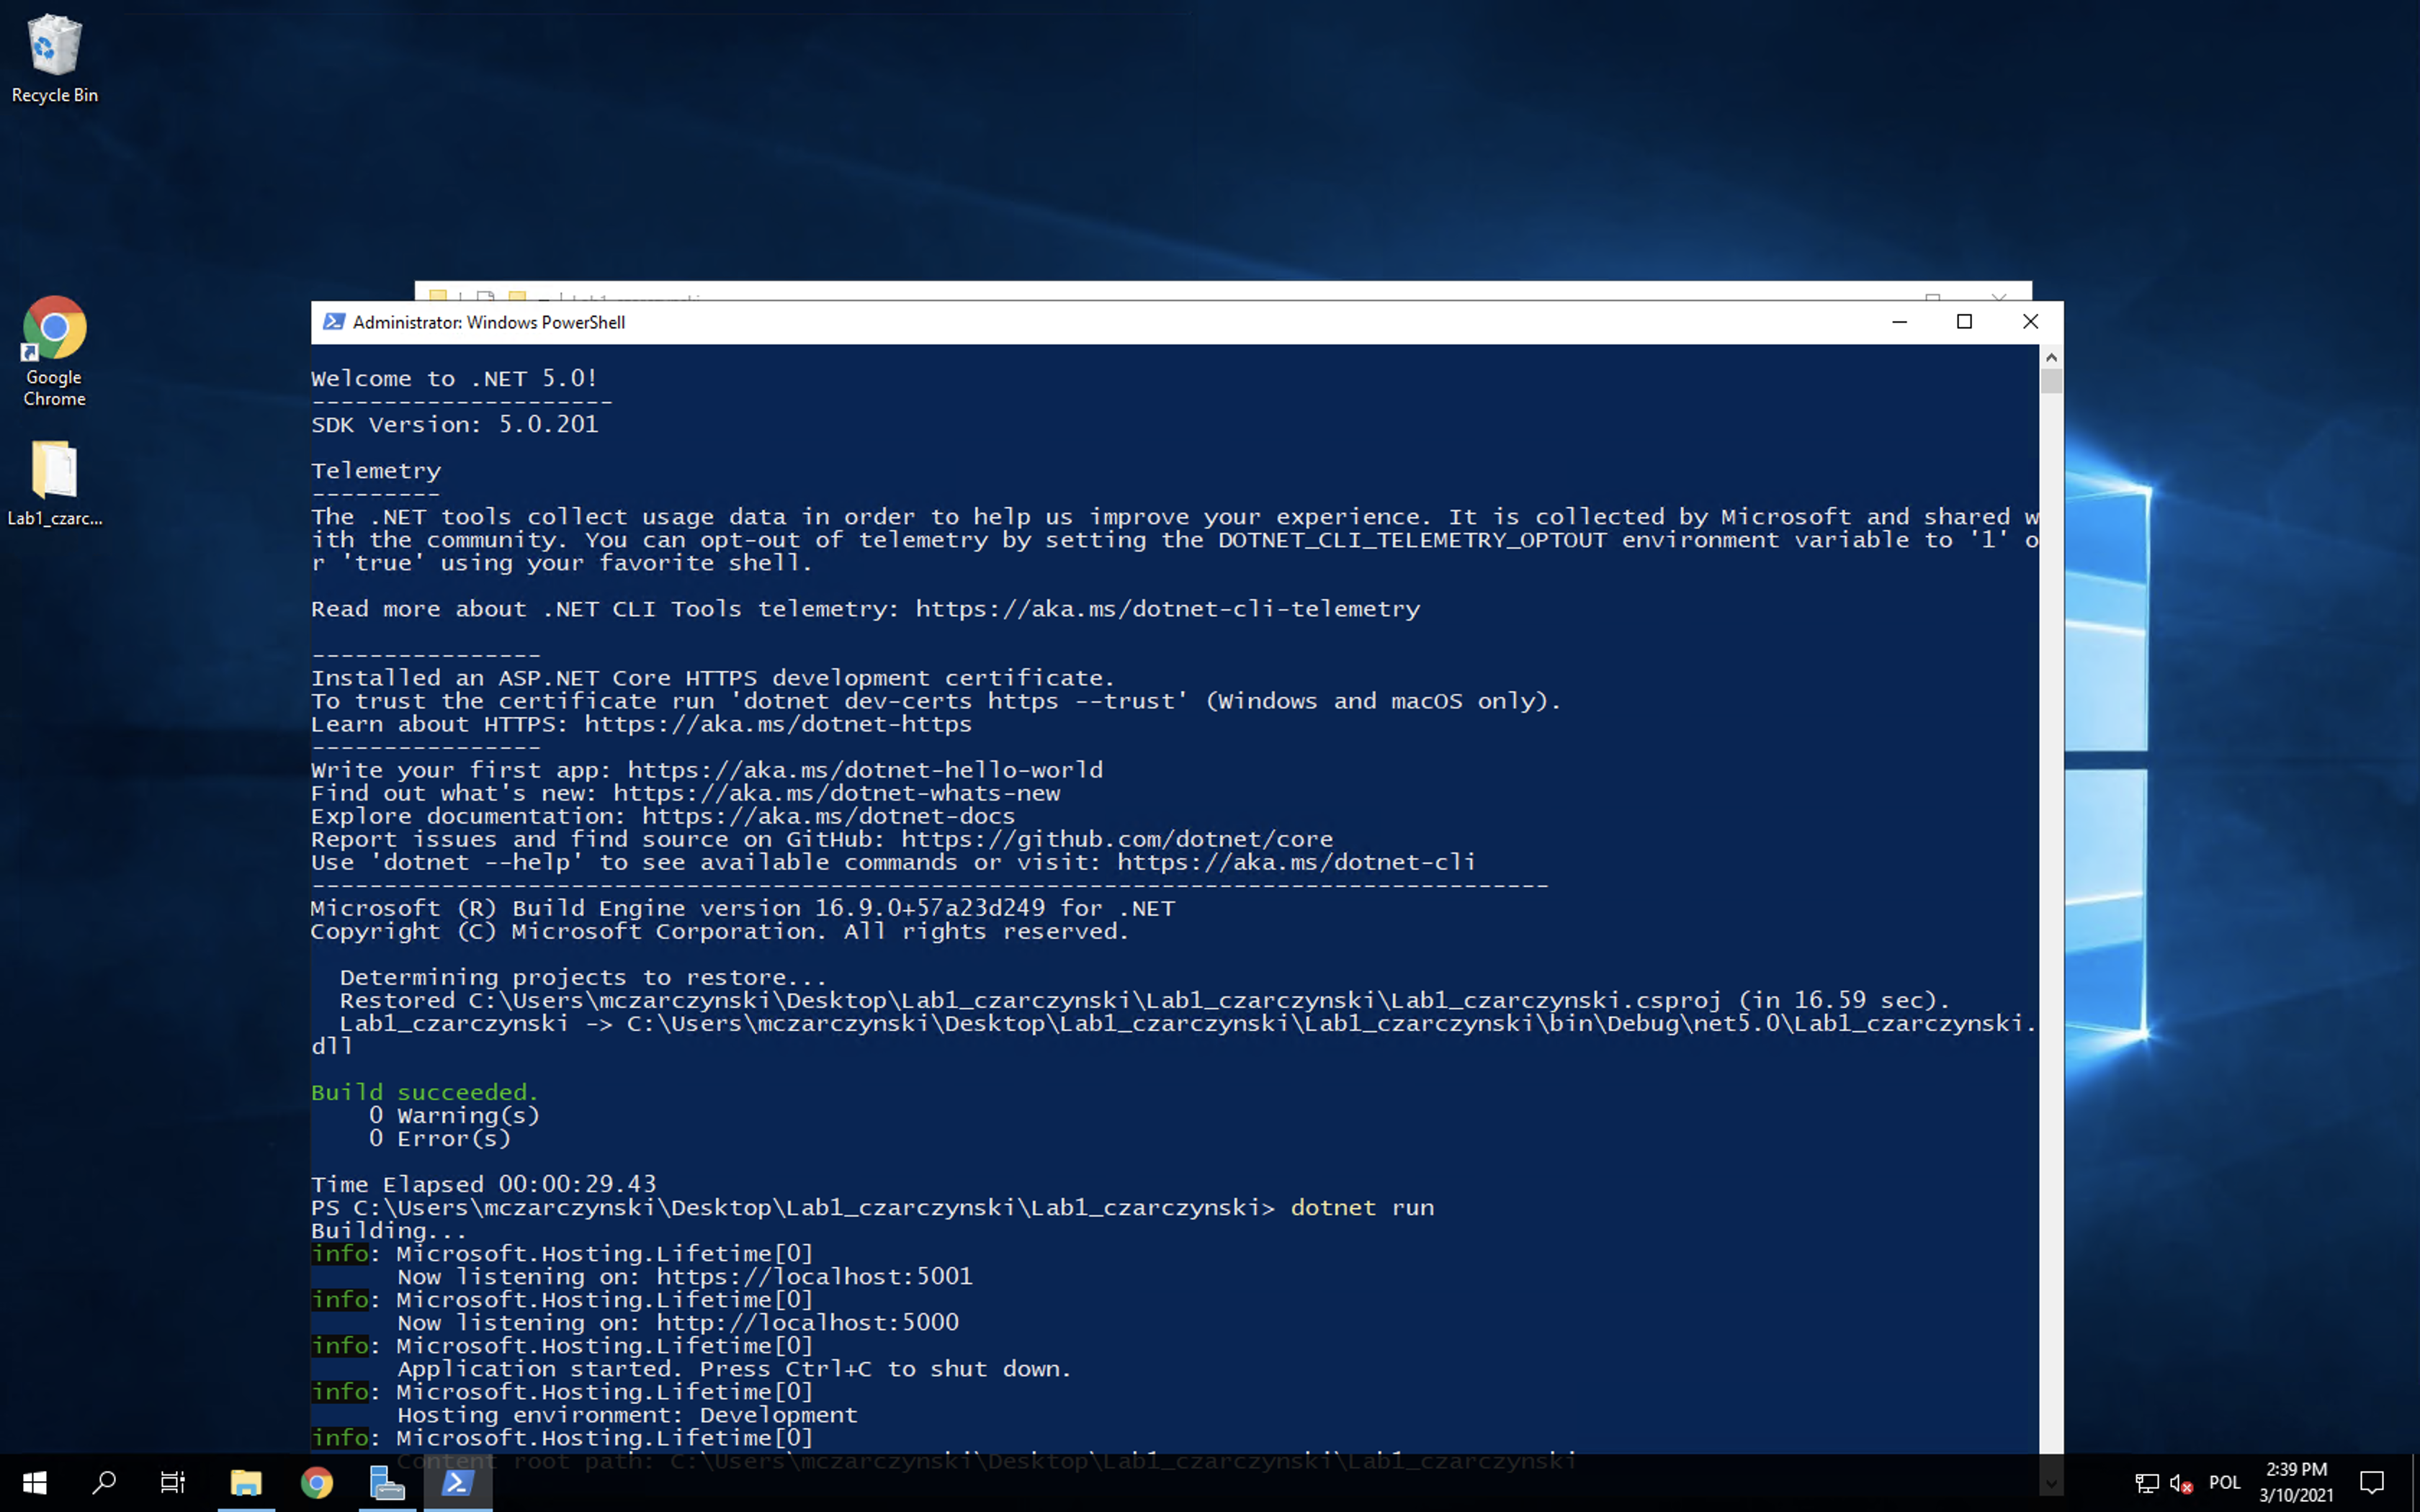 Recycle Bin
Google
Chrome
Lab1_czarc...
Administrator: Windows PowerShell
Welcome to .NET 5.0!
---------------------
SDK Version: 5.0.201
Telemetry
---------
The .NET tools collect usage data in order to help us improve your experience. It is collected by Microsoft and shared w
ith the community. You can opt-out of telemetry by setting the DOTNET_CLI_TELEMETRY_OPTOUT environment variable to '1' o
r 'true' using your favorite shell.
Read more about .NET CLI Tools telemetry: https://aka.ms/dotnet-cli-telemetry
----------------
Installed an ASP.NET Core HTTPS development certificate.
To trust the certificate run 'dotnet dev-certs https --trust' (Windows and macOS only).
Learn about HTTPS: https://aka.ms/dotnet-https
----------------
Write your first app: https://aka.ms/dotnet-hello-world
Find out what's new: https://aka.ms/dotnet-whats-new
Explore documentation: https://aka.ms/dotnet-docs
Report issues and find source on GitHub: https://github.com/dotnet/core
Use 'dotnet --help' to see available commands or visit: https://aka.ms/dotnet-cli
--------------------------------------------------------------------------------------
Microsoft (R) Build Engine version 16.9.0+57a23d249 for .NET
Copyright (C) Microsoft Corporation. All rights reserved.
Determining projects to restore...
Restored C:\Users\mczarczynski\Desktop\Lab1_czarczynski\Lab1_czarczynski\Lab1_czarczynski.csproj (in 16.59 sec).
Lab1_czarczynski -> C:\Users\mczarczynski\Desktop\Lab1_czarczynski\Lab1_czarczynski\bin\Debug\net5.0\Lab1_czarczynski.
dll
Build succeeded.
0 Warning(s)
0 Error(s)
Time Elapsed 00:00:29.43
PS C:\Users\mczarczynski\Desktop\Lab1_czarczynski\Lab1_czarczynski> dotnet run
Building...
info: Microsoft.Hosting.Lifetime[0]
Now listening on: https://localhost:5001
info: Microsoft.Hosting.Lifetime[0]
Now listening on: http://localhost:5000
info: Microsoft.Hosting.Lifetime[0]
Application started. Press Ctrl+C to shut down.
info: Microsoft.Hosting.Lifetime[0]
Hosting environment: Development
info: Microsoft.Hosting.Lifetime[0]
Content root path: C:\Users\mczarczynski\Desktop\Lab1_czarczynski\Lab1_czarczynski
POL
2:39 PM
3/10/2021